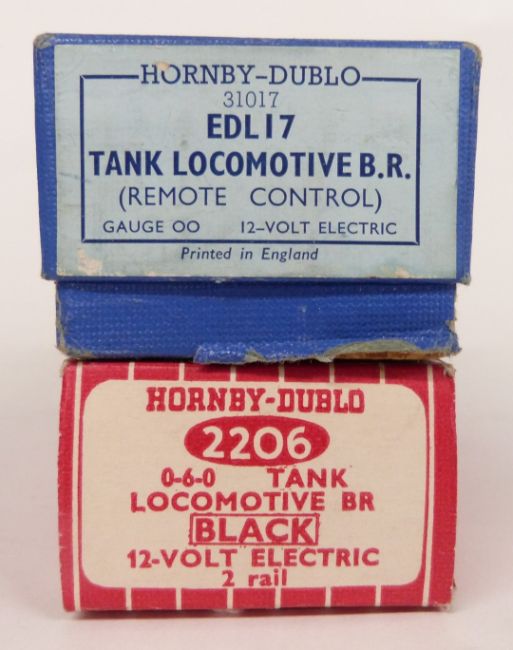 HORNBY-DUBLO
31017
EDL17
TANK LOCOMOTIVE B.R.
(REMOTE CONTROL)
GAUGE OO 12-VOLT ELECTRIC
Printed in England
HORNBY-DUBLO
2206
0-6-0 TANK
LOCOMOTIVE BR
BLACK
12-VOLT ELECTRIC
2 rail